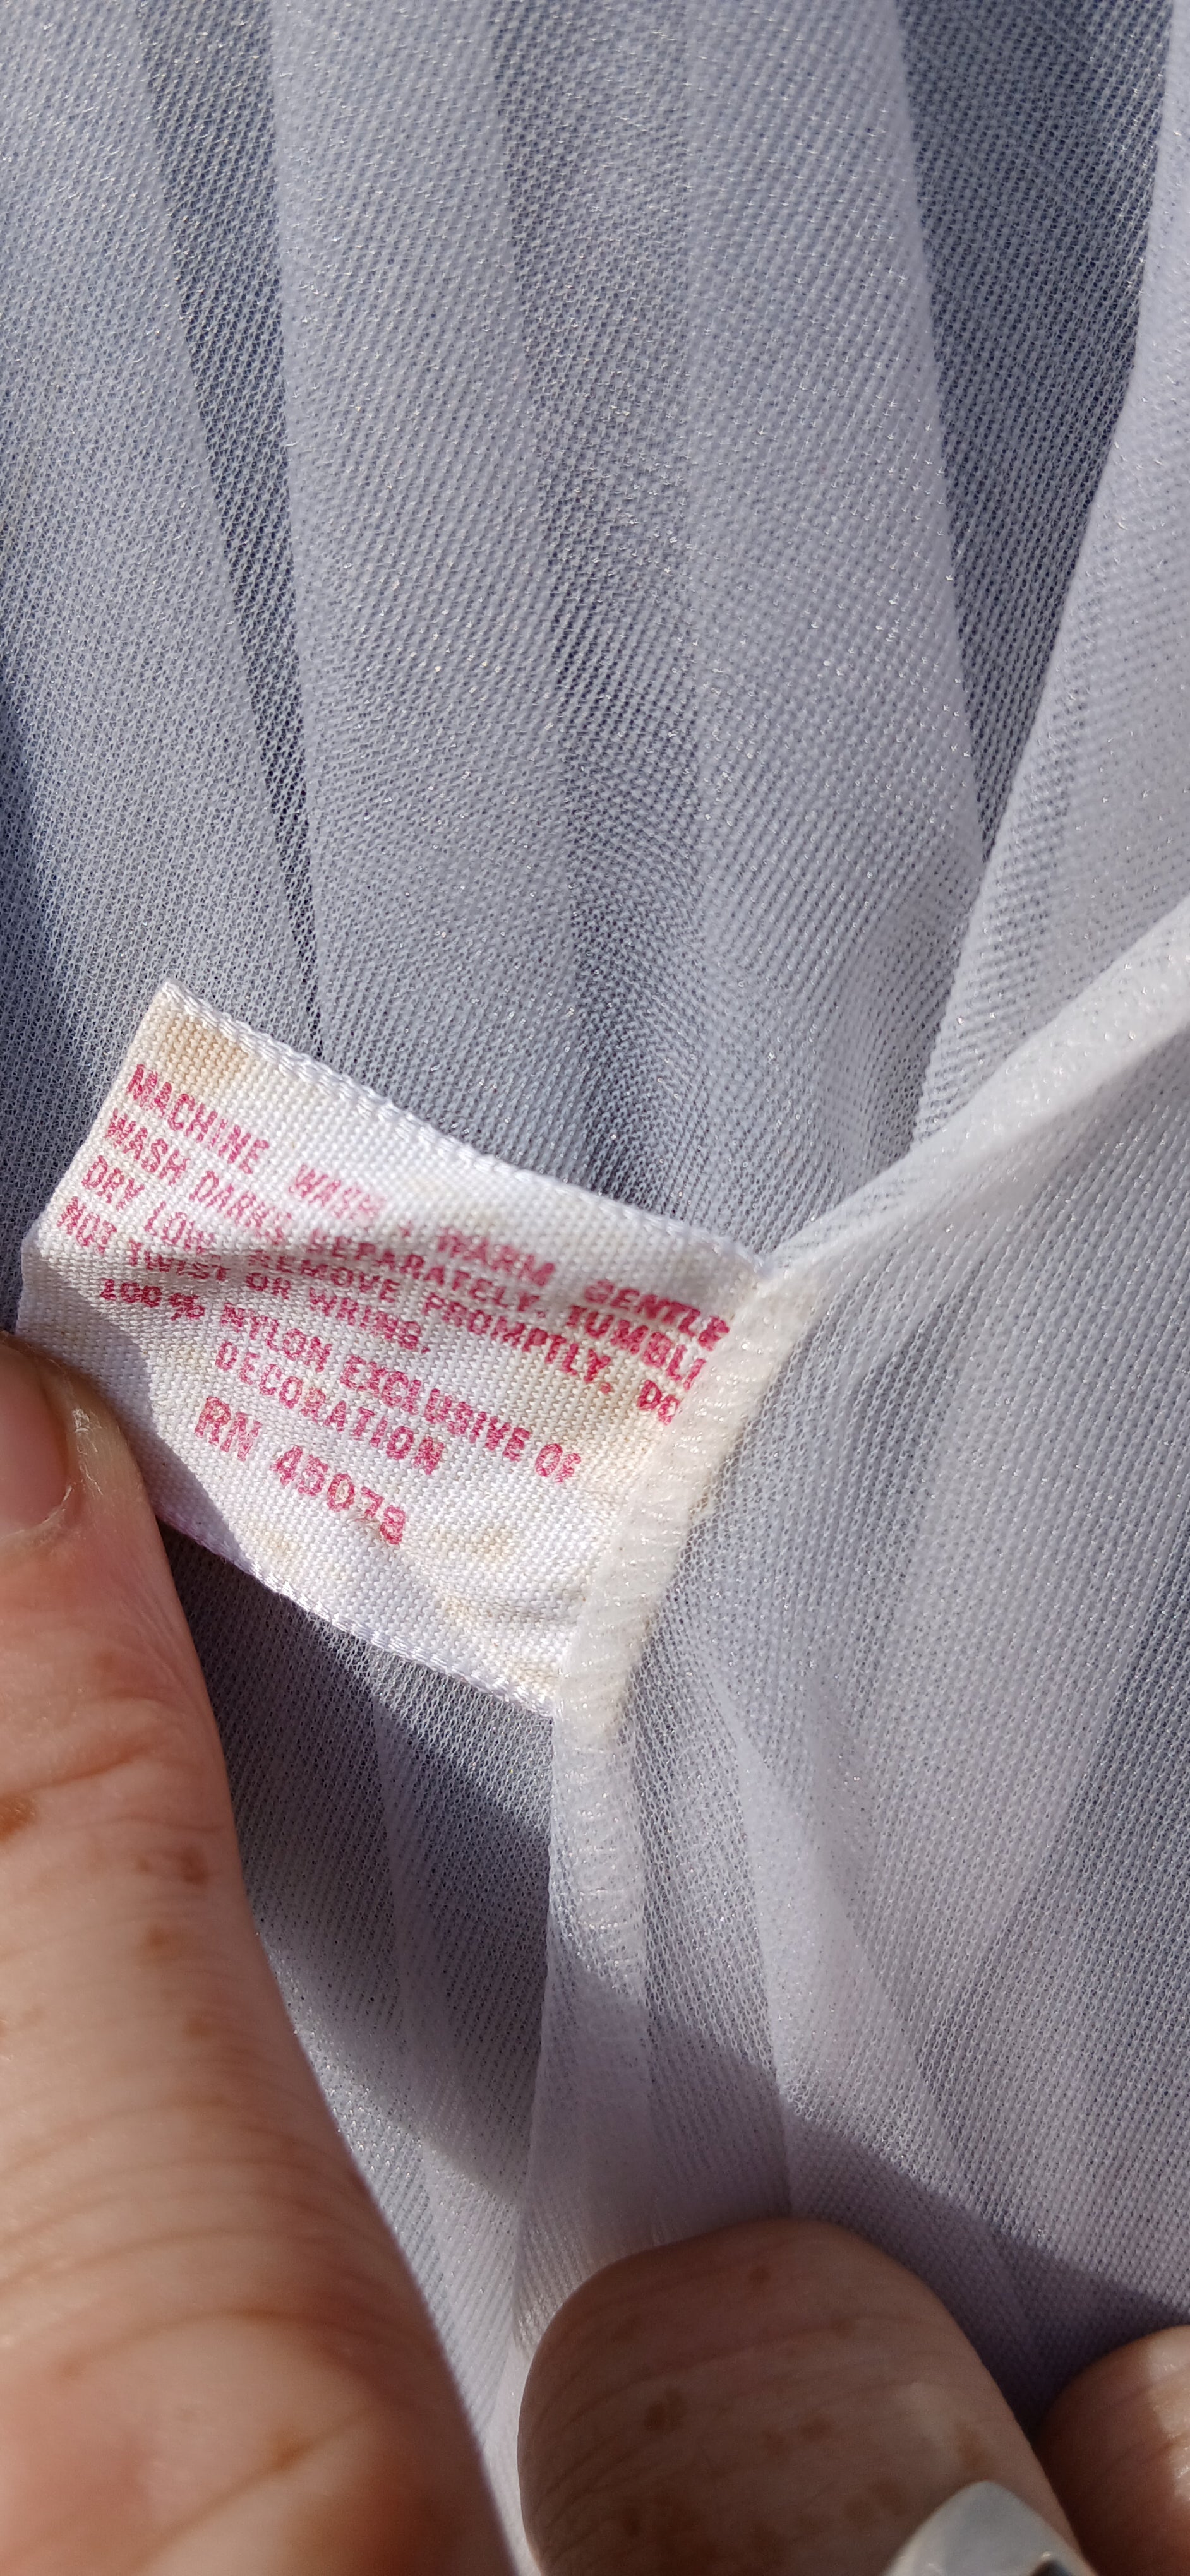 MACHINE WASH WARM GENTLE
WASH DARKS SEPARATELY. TUMBLE
DRY LOW REMOVE PROMPTLY. DO
NOT TWIST OR WRING.
100% NYLON EXCLUSIVE OF
DECORATION
RN 45078